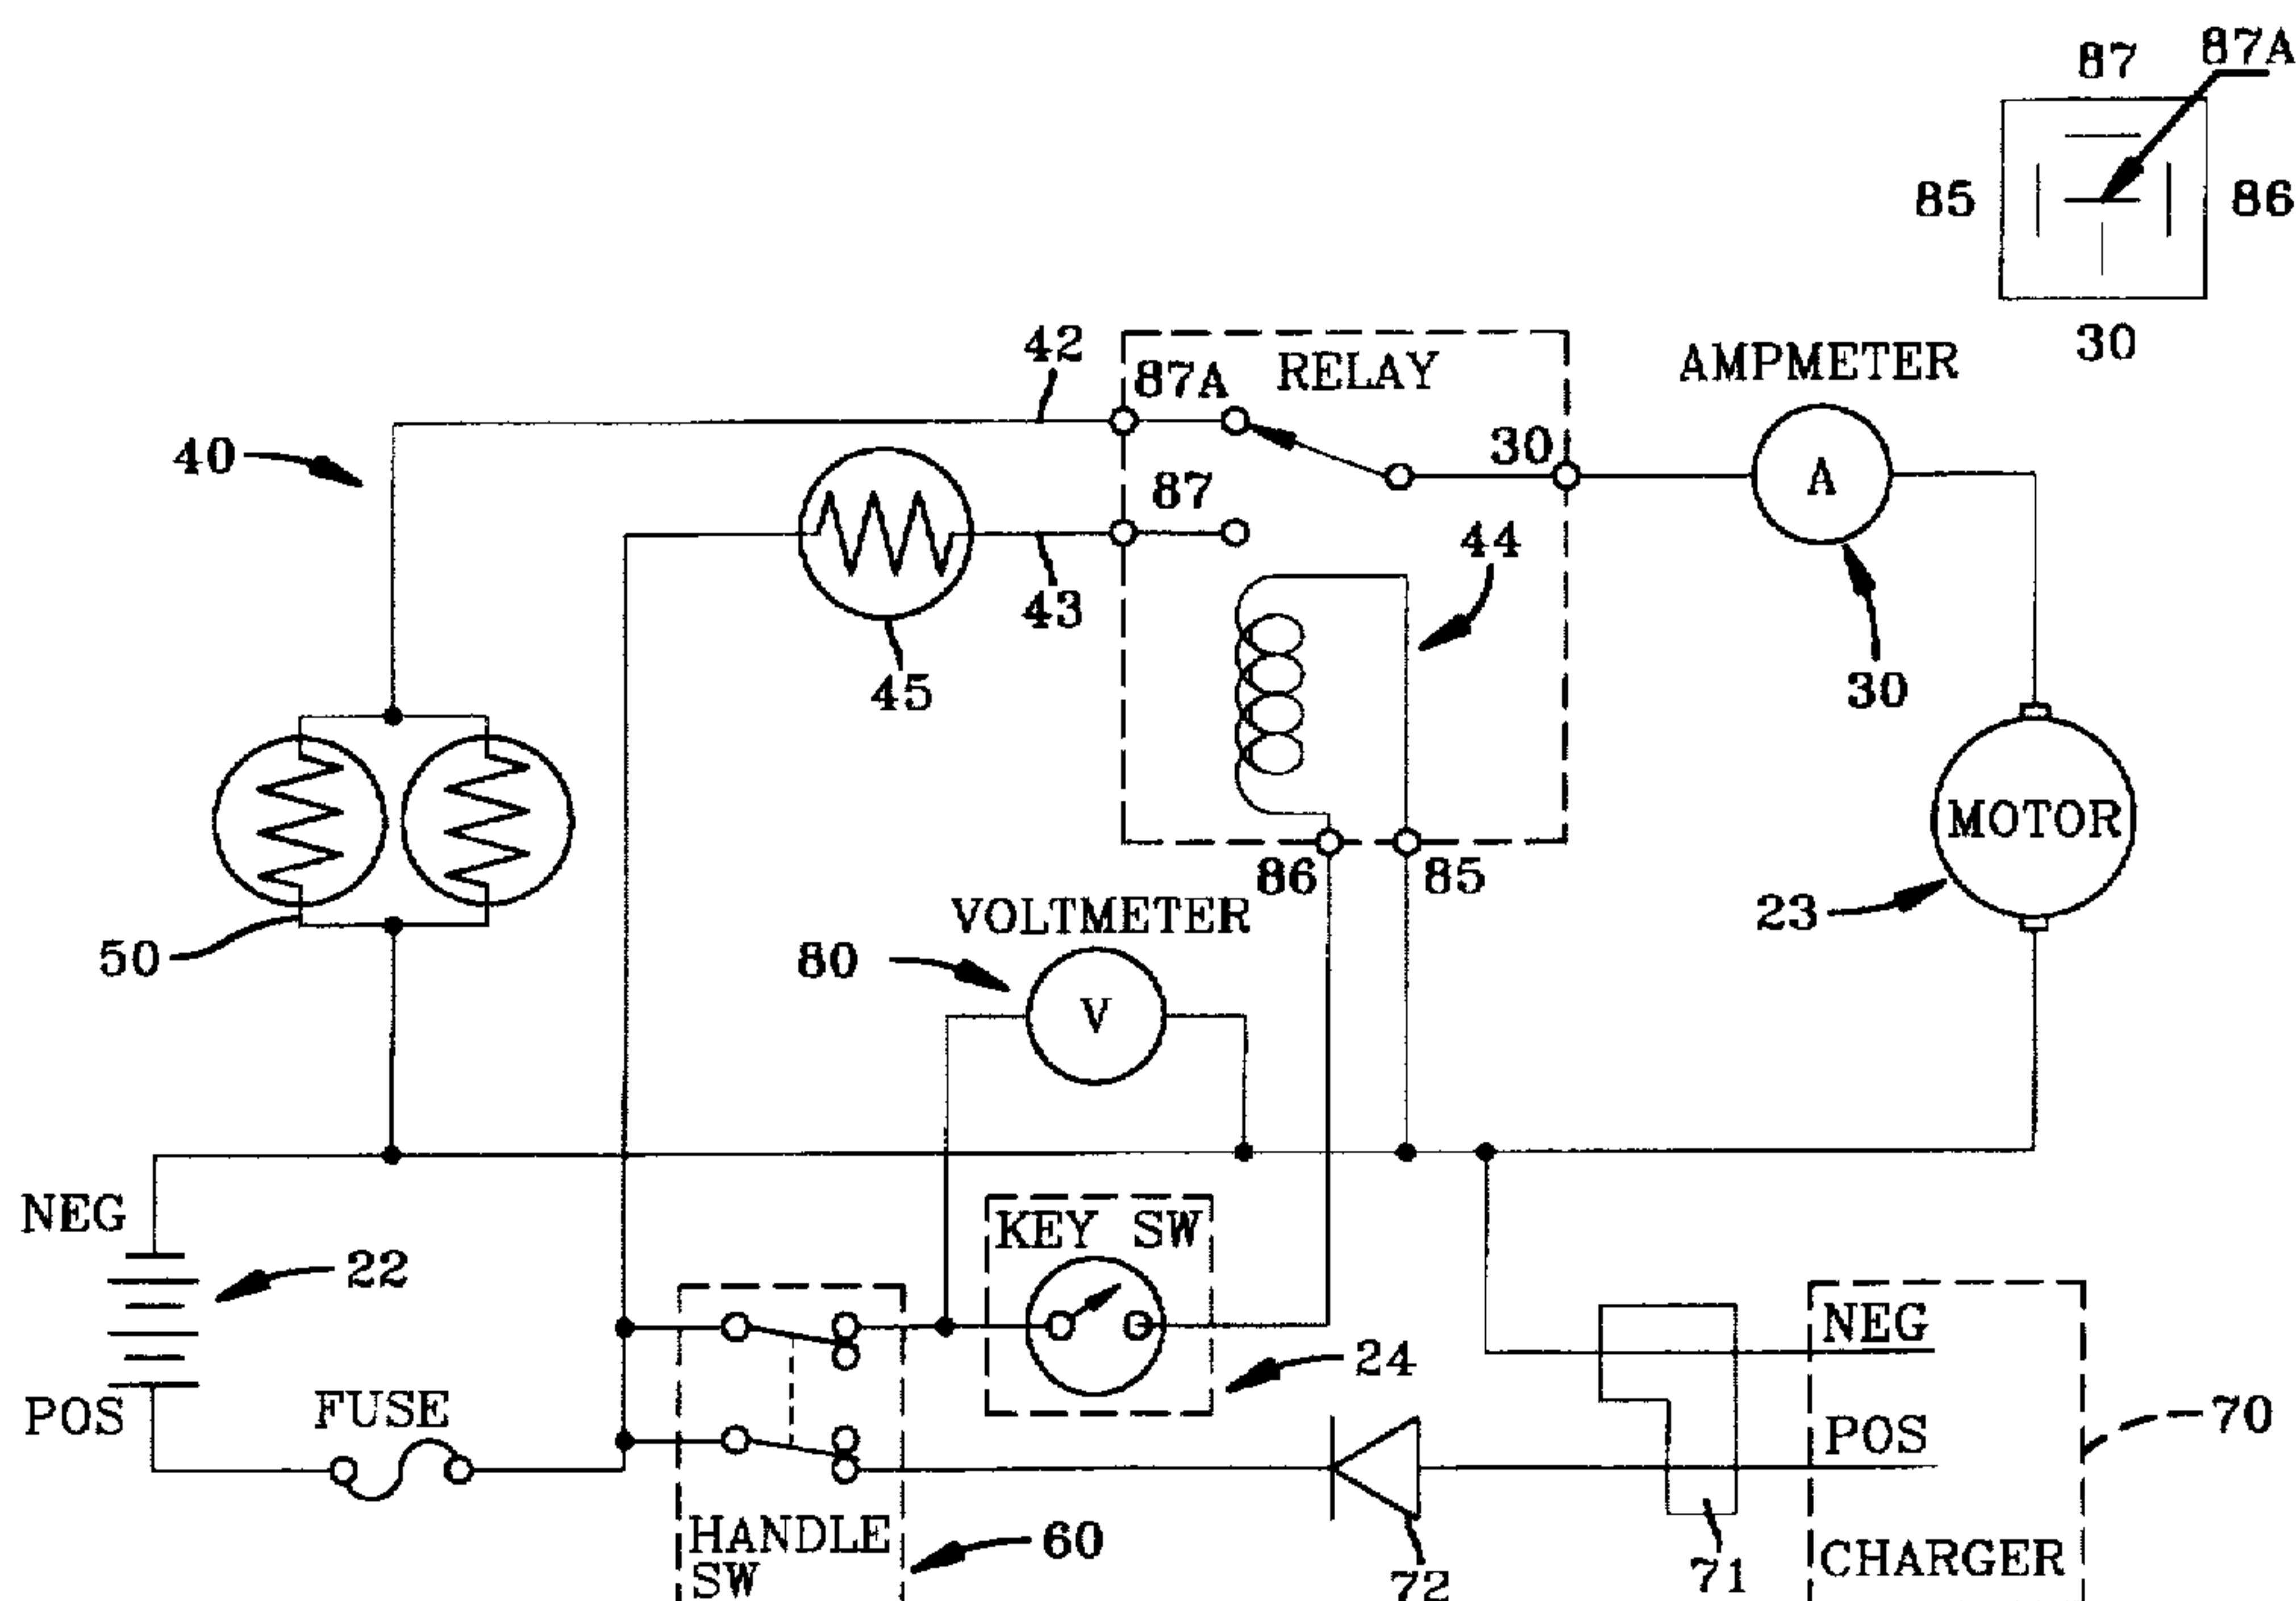 87
87A
85
86
30
42
87A
RELAY
AMPMETER
40
30
A
87
44
43
45
30
MOTOR
86
85
23
VOLTMETER
50
80
V
NEG
KEY SW
22
NEG
24
POS
FUSE
POS
70
HANDLE
SW
60
72
71
CHARGER